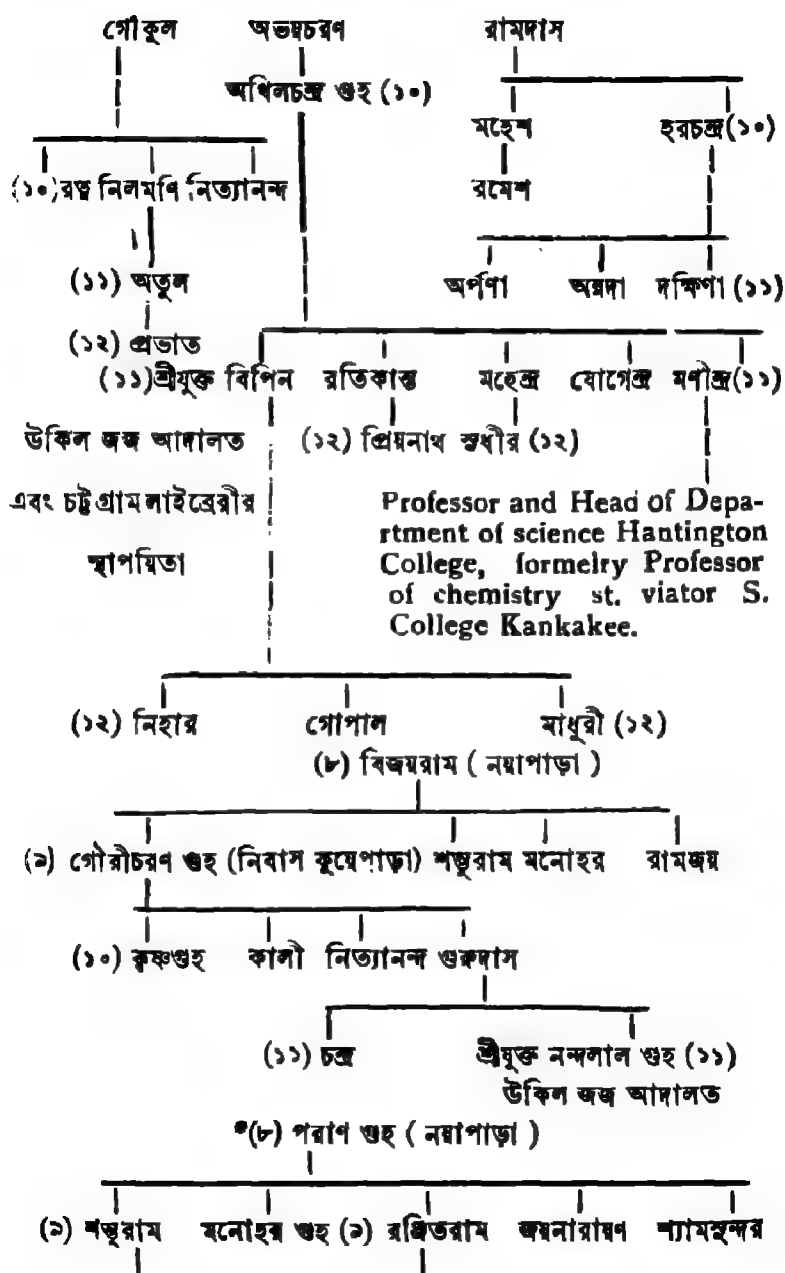 গৌকুল অভয়চরণ রামদাস
অখিলচন্দ্র গুহ (১০)
মহেশ হরচন্দ্র (১০)
(১০) রত্ন নিলমণি নিত্যানন্দ রমেশ
(১১) অতুল অর্পণা অন্নদা দক্ষিণা (১১)
(১২) প্রভাত
(১১) শ্রীযুক্ত বিপিন রতিকান্ত মহেন্দ্র যোগেন্দ্র মণীন্দ্র (১১)
উকিল জজ আদালত (১২) প্রিয়নাথ সুধীর (১২)
এবং চট্টগ্রাম লাইব্রেরীর
স্থাপয়িতা
Professor and Head of Depa-
rtment of science Hantington
College, formelry Professor
of chemistry st. viator S.
College Kankakee.
(১২) নিহার গোপাল মাধুরী (১২)
(৮) বিজয়রাম ( নয়াপাড়া )
(৯) গৌরীচরণ গুহ (নিবাস কুয়েপাড়া) শম্ভুরাম মনোহর রামজয়
(১০) কৃষ্ণগুহ কালী নিত্যানন্দ গুরুদাস
(১১) চন্দ্র শ্রীযুক্ত নন্দলাল গুহ (১১)
উকিল জজ আদালত
*(৮) পরাণ গুহ ( নয়াপাড়া )
(৯) শম্ভুরাম মনোহর গুহ (৯) রঞ্জিতরাম জয়নারায়ণ শ্যামসুন্দর